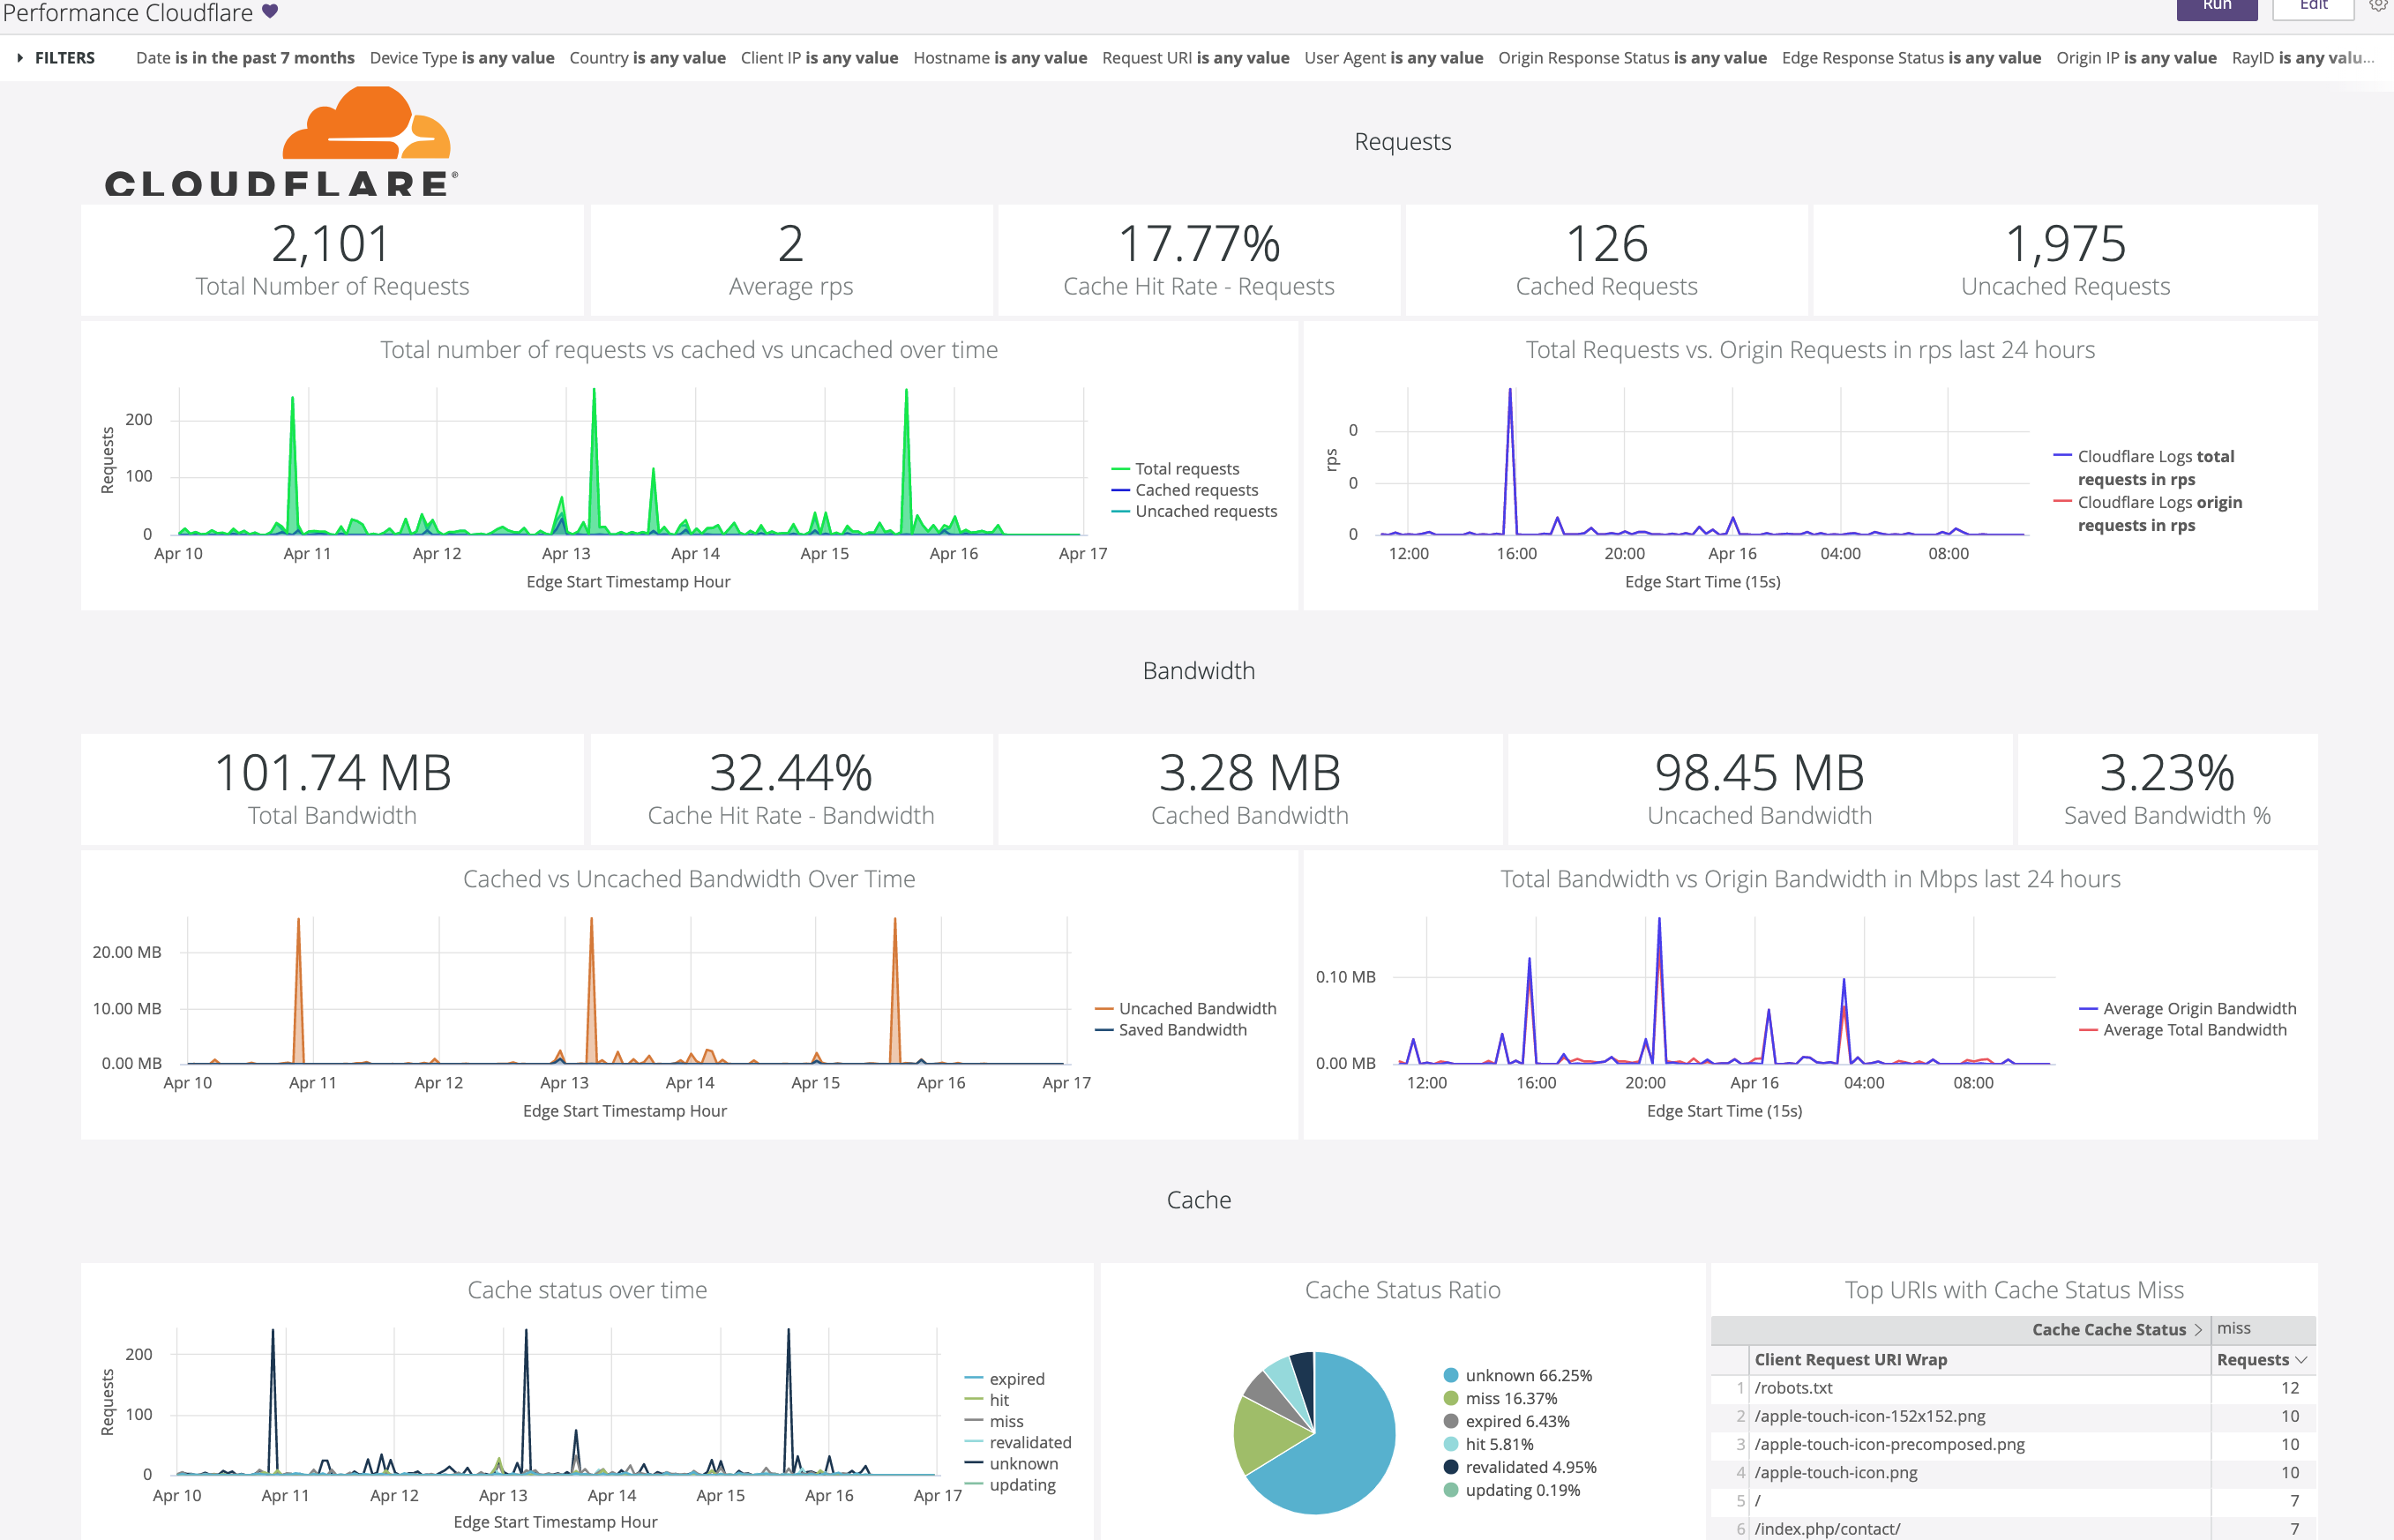 Performance Cloudflare
Run
Edit
FILTERS
Date is in the past 7 months Device Type is any value Country is any value Client IP is any value Hostname is any value Request URI is any value User Agent is any value Origin Response Status is any value Edge Response Status is any value Origin IP is any value RayID is any valu...
CLOUDFLARE®
Requests
2,101
Total Number of Requests
2
Average rps
17.77%
Cache Hit Rate - Requests
126
Cached Requests
1,975
Uncached Requests
Total number of requests vs cached vs uncached over time
Requests
200
100
0
Apr 10 Apr 11 Apr 12 Apr 13 Apr 14 Apr 15 Apr 16 Apr 17
Edge Start Timestamp Hour
Total requests
Cached requests
Uncached requests
Total Requests vs. Origin Requests in rps last 24 hours
rps
0
0
0
12:00 16:00 20:00 Apr 16 04:00 08:00
Edge Start Time (15s)
Cloudflare Logs total
requests in rps
Cloudflare Logs origin
requests in rps
Bandwidth
101.74 MB
Total Bandwidth
32.44%
Cache Hit Rate - Bandwidth
3.28 MB
Cached Bandwidth
98.45 MB
Uncached Bandwidth
3.23%
Saved Bandwidth %
Cached vs Uncached Bandwidth Over Time
20.00 MB
10.00 MB
0.00 MB
Apr 10 Apr 11 Apr 12 Apr 13 Apr 14 Apr 15 Apr 16 Apr 17
Edge Start Timestamp Hour
Uncached Bandwidth
Saved Bandwidth
Total Bandwidth vs Origin Bandwidth in Mbps last 24 hours
0.10 MB
0.00 MB
12:00 16:00 20:00 Apr 16 04:00 08:00
Edge Start Time (15s)
Average Origin Bandwidth
Average Total Bandwidth
Cache
Cache status over time
Requests
200
100
0
Apr 10 Apr 11 Apr 12 Apr 13 Apr 14 Apr 15 Apr 16 Apr 17
Edge Start Timestamp Hour
expired
hit
miss
revalidated
unknown
updating
Cache Status Ratio
unknown 66.25%
miss 16.37%
expired 6.43%
hit 5.81%
revalidated 4.95%
updating 0.19%
Top URIs with Cache Status Miss
Cache Cache Status miss
Client Request URI Wrap Requests
1 /robots.txt 12
2 /apple-touch-icon-152x152.png 10
3 /apple-touch-icon-precomposed.png 10
4 /apple-touch-icon.png 10
5 / 7
6 /index.php/contact/ 7